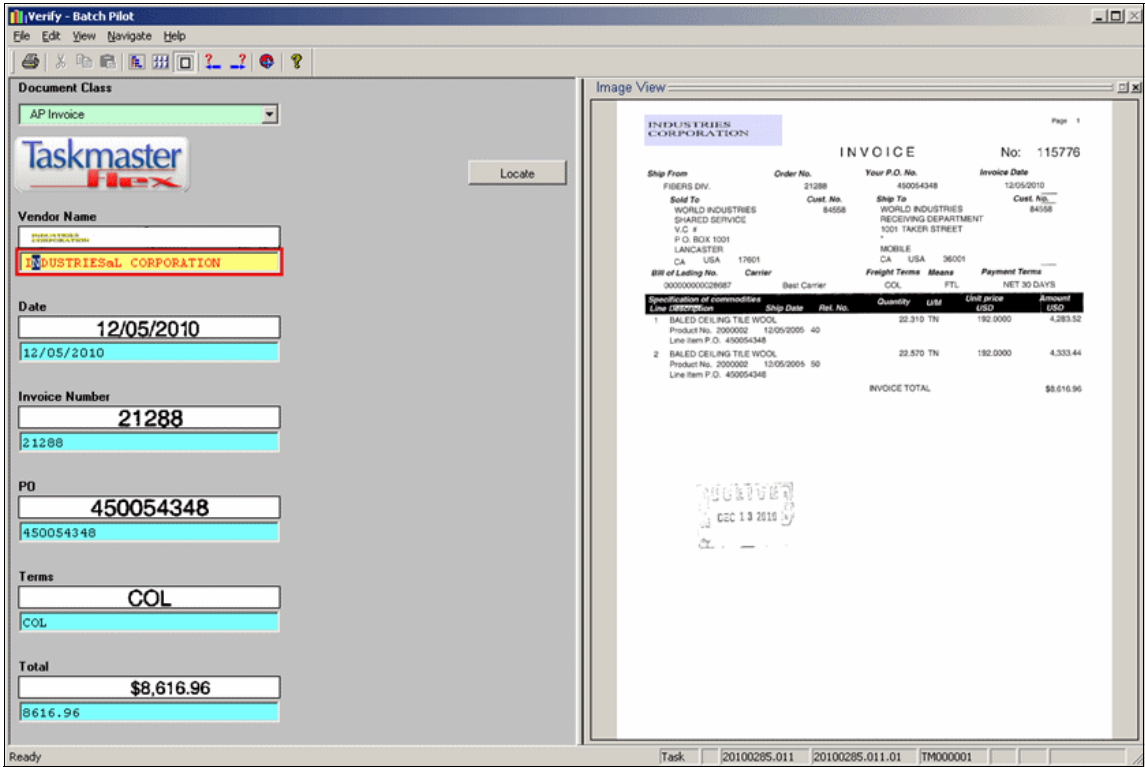 Verify - Batch Pilot
File Edit View Navigate Help
Document Class
AP Invoice
Taskmaster
flex
Locate
Vendor Name
INDUSTRIES
CORPORATION
INDUSTRIESaL CORPORATION
Date
12/05/2010
12/05/2010
Invoice Number
21288
21288
PO
450054348
450054348
Terms
COL
COL
Total
$8,616.96
8616.96
Image View
INDUSTRIES
CORPORATION
Page 1
INVOICE No: 115776
Ship From Order No. Your P.O. No. Invoice Date
FIBERS DIV. 21288 450054348 12/05/2010
Sold To Cust. No. Ship To Cust. No.
WORLD INDUSTRIES 84558 WORLD INDUSTRIES 84558
SHARED SERVICE RECEIVING DEPARTMENT
V.C # 1001 TAKER STREET
P O. BOX 1001
LANCASTER MOBILE
CA USA 17601 CA USA 36001
Bill of Lading No. Carrier Freight Terms Means Payment Terms
00000000028687 Best Carrier COL FTL NET 30 DAYS
Specification of commodities Quantity U/M Unit price Amount
Line Description Ship Date Rel. No. USD USD
1 BALED CEILING TILE WOOL 22.310 TN 192.0000 4,283.52
Product No. 2000002 12/05/2005 40
Line Item P.O. 450054348
2 BALED CEILING TILE WOOL 22.570 TN 192.0000 4,333.44
Product No. 2000002 12/05/2005 50
Line Item P.O. 450054348
INVOICE TOTAL $8,616.96
DEC 13 2010
Ready Task 20100285.011 20100285.011.01 TM000001